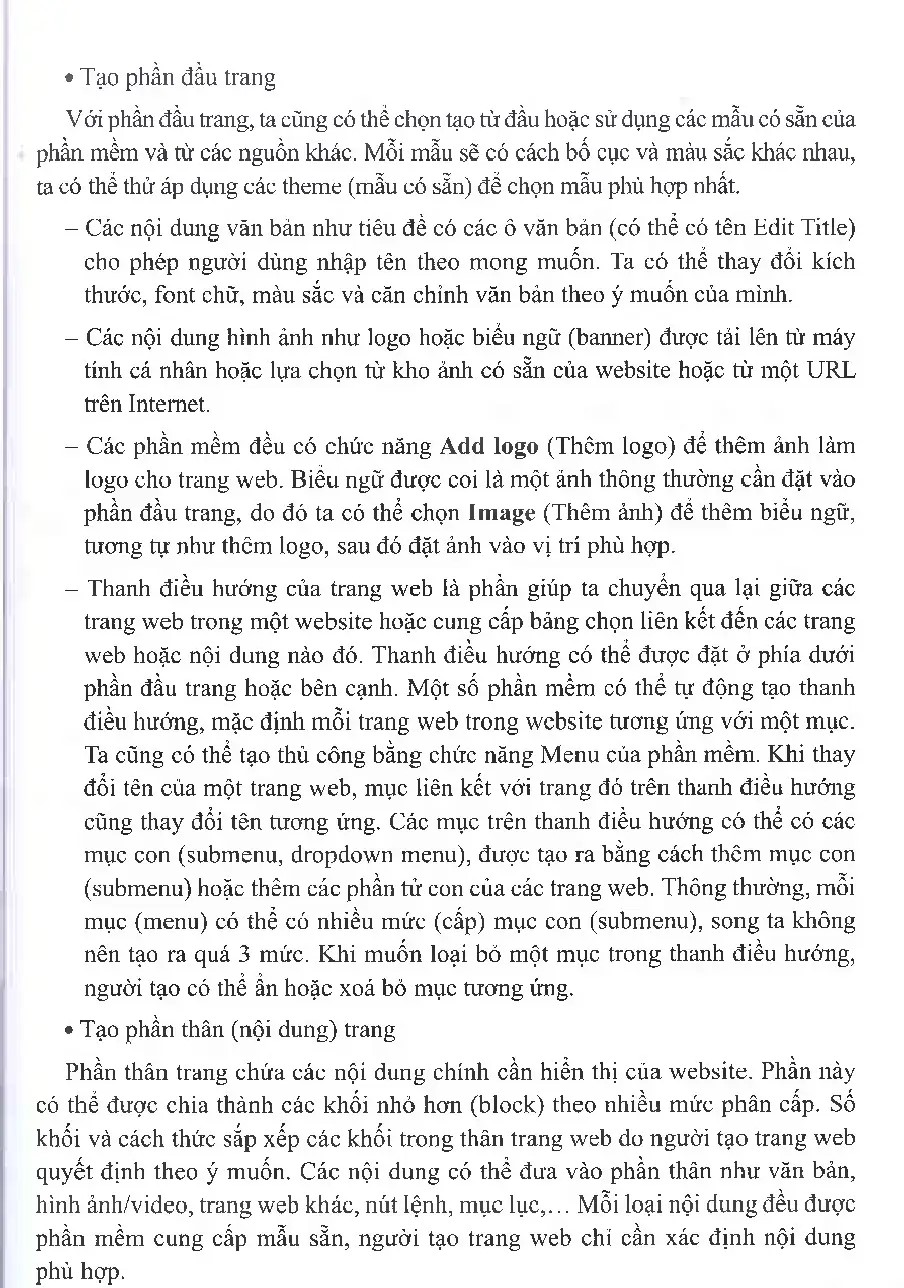 • Tạo phần đầu trang
Với phần đầu trang, ta cũng có thể chọn tạo từ đầu hoặc sử dụng các mẫu có sẵn của
phần mềm và từ các nguồn khác. Mỗi mẫu sẽ có cách bố cục và màu sắc khác nhau,
ta có thể thử áp dụng các theme (mẫu có sẵn) để chọn mẫu phù hợp nhất.
– Các nội dung văn bản như tiêu đề có các ô văn bản (có thể có tên Edit Title)
cho phép người dùng nhập tên theo mong muốn. Ta có thể thay đổi kích
thước, font chữ, màu sắc và căn chỉnh văn bản theo ý muốn của mình.
– Các nội dung hình ảnh như logo hoặc biểu ngữ (banner) được tải lên từ máy
tính cá nhân hoặc lựa chọn từ kho ảnh có sẵn của website hoặc từ một URL
trên Internet.
– Các phần mềm đều có chức năng Add logo (Thêm logo) để thêm ảnh làm
logo cho trang web. Biểu ngữ được coi là một ảnh thông thường cần đặt vào
phần đầu trang, do đó ta có thể chọn Image (Thêm ảnh) để thêm biểu ngữ,
tương tự như thêm logo, sau đó đặt ảnh vào vị trí phù hợp.
– Thanh điều hướng của trang web là phần giúp ta chuyển qua lại giữa các
trang web trong một website hoặc cung cấp bảng chọn liên kết đến các trang
web hoặc nội dung nào đó. Thanh điều hướng có thể được đặt ở phía dưới
phần đầu trang hoặc bên cạnh. Một số phần mềm có thể tự động tạo thanh
điều hướng, mặc định mỗi trang web trong website tương ứng với một mục.
Ta cũng có thể tạo thủ công bằng chức năng Menu của phần mềm. Khi thay
đổi tên của một trang web, mục liên kết với trang đó trên thanh điều hướng
cũng thay đổi tên tương ứng. Các mục trên thanh điều hướng có thể có các
mục con (submenu, dropdown menu), được tạo ra bằng cách thêm mục con
(submenu) hoặc thêm các phần tử con của các trang web. Thông thường, mỗi
mục (menu) có thể có nhiều mức (cấp) mục con (submenu), song ta không
nên tạo ra quá 3 mức. Khi muốn loại bỏ một mục trong thanh điều hướng,
người tạo có thể ẩn hoặc xoá bỏ mục tương ứng.
• Tạo phần thân (nội dung) trang
Phần thân trang chứa các nội dung chính cần hiển thị của website. Phần này
có thể được chia thành các khối nhỏ hơn (block) theo nhiều mức phân cấp. Số
khối và cách thức sắp xếp các khối trong thân trang web do người tạo trang web
quyết định theo ý muốn. Các nội dung có thể đưa vào phần thân như văn bản,
hình ảnh/video, trang web khác, nút lệnh, mục lục,... Mỗi loại nội dung đều được
phần mềm cung cấp mẫu sẵn, người tạo trang web chỉ cần xác định nội dung
phù hợp.